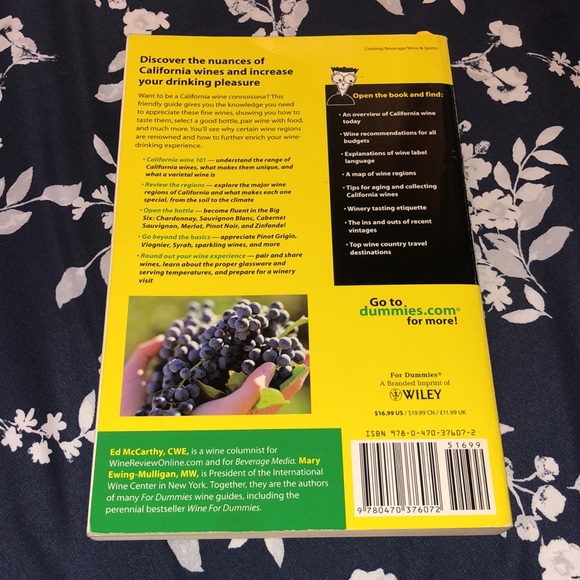 Cooking/Beverage/Wine & Spirits
Discover the nuances of
California wines and increase
your drinking pleasure
Want to be a California wine connoisseur? This
friendly guide gives you the knowledge you need
to appreciate these fine wines, showing you how to
taste them, select a good bottle, pair wine with food,
and much more. You'll see why certain wine regions
are renowned and how to further enrich your wine-
drinking experience.
• California wine 101 — understand the range of
California wines, what makes them unique, and
what a varietal wine is
• Review the regions — explore the major wine
regions of California and what makes each one
special, from the soil to the climate
• Open the bottle — become fluent in the Big
Six: Chardonnay, Sauvignon Blanc, Cabernet
Sauvignon, Merlot, Pinot Noir, and Zinfandel
• Go beyond the basics — appreciate Pinot Grigio,
Viognier, Syrah, sparkling wines, and more
• Round out your wine experience — pair and share
wines, learn about the proper glassware and
serving temperatures, and prepare for a winery
visit
Open the book and find:
• An overview of California wine
today
• Wine recommendations for all
budgets
• Explanations of wine label
language
• A map of wine regions
• Tips for aging and collecting
California wines
• Winery tasting etiquette
• The ins and outs of recent
vintages
• Top wine country travel
destinations
Go to
dummies.com®
for more!
For Dummies®
A Branded Imprint of
WILEY
$16.99 US / $19.99 CN / £11.99 UK
ISBN 978-0-470-37607-2
51699
9 780470 376072
Ed McCarthy, CWE, is a wine columnist for
WineReviewOnline.com and for Beverage Media. Mary
Ewing-Mulligan, MW, is President of the International
Wine Center in New York. Together, they are the authors
of many For Dummies wine guides, including the
perennial bestseller Wine For Dummies.